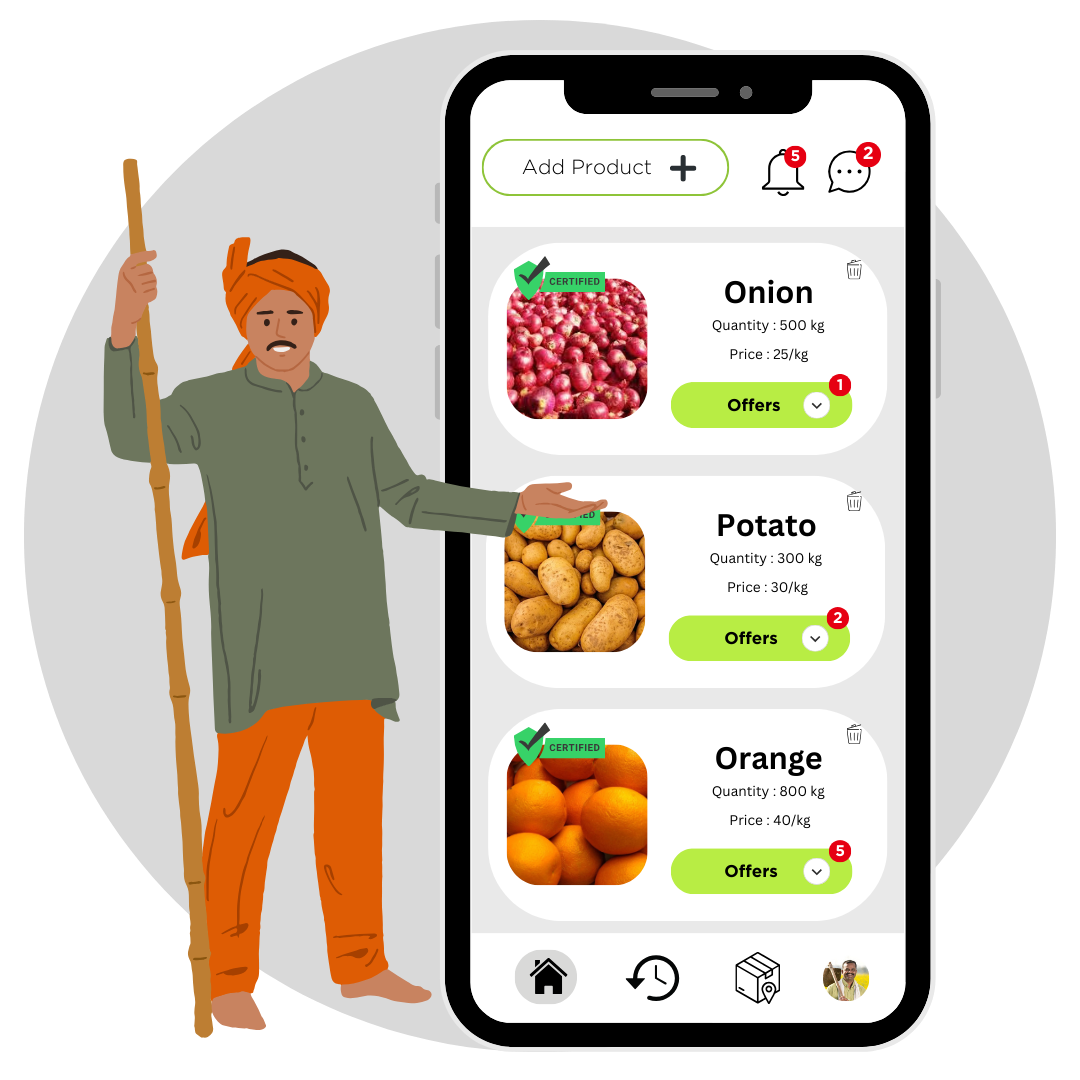 Add Product
5
2
CERTIFIED
Onion
Quantity : 500 kg
Price : 25/kg
1
Offers
Potato
Quantity : 300 kg
Price : 30/kg
2
Offers
CERTIFIED
Orange
Quantity : 800 kg
Price : 40/kg
5
Offers